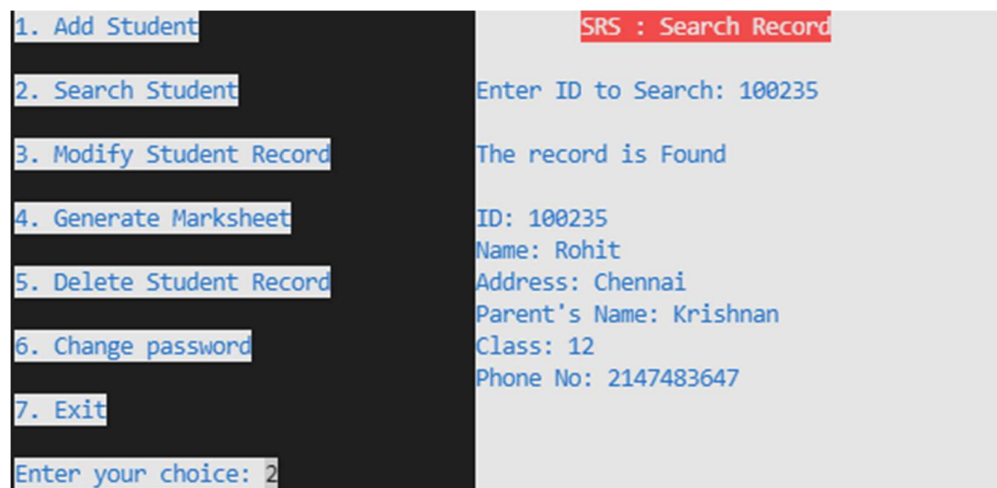 1. Add Student
2. Search Student
3. Modify Student Record
4. Generate Marksheet
5. Delete Student Record
6. Change password
7. Exit
Enter your choice: 2
SRS : Search Record
Enter ID to Search: 100235
The record is Found
ID: 100235
Name: Rohit
Address: Chennai
Parent's Name: Krishnan
Class: 12
Phone No: 2147483647